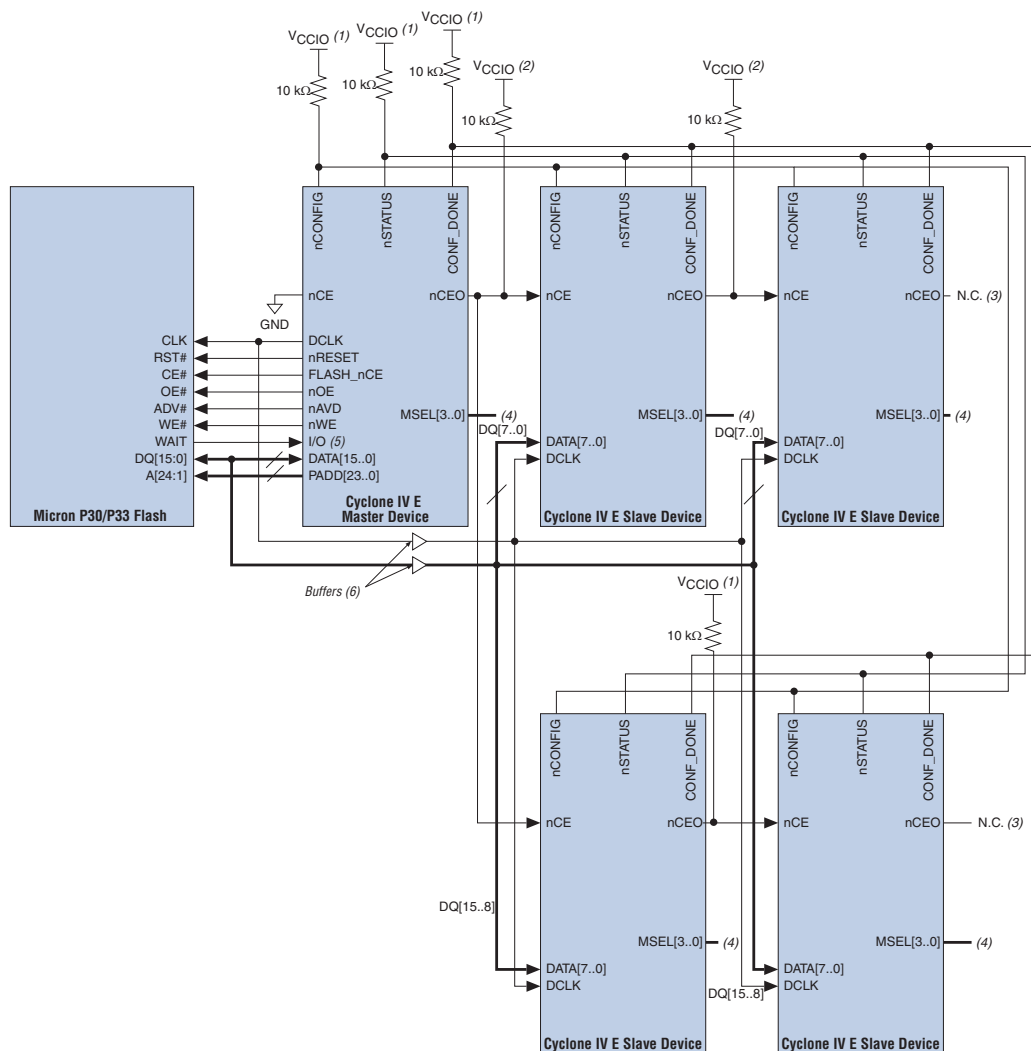 VCCIO (1)
VCCIO (1)
VCCIO (1)
VCCIO (2)
VCCIO (2)
10 kΩ
10 kΩ
10 kΩ
10 kΩ
10 kΩ
nCONFIG
nSTATUS
CONF_DONE
nCONFIG
nSTATUS
CONF_DONE
nCONFIG
nSTATUS
CONF_DONE
nCE
nCEO
nCE
nCEO
nCE
nCEO
N.C. (3)
GND
CLK
DCLK
RST#
nRESET
CE#
FLASH_nCE
OE#
nOE
ADV#
nAVD
WE#
nWE
WAIT
I/O (5)
DQ[15:0]
DATA[15..0]
A[24:1]
PADD[23..0]
MSEL[3..0]
(4)
MSEL[3..0]
(4)
MSEL[3..0]
(4)
DQ[7..0]
DQ[7..0]
DATA[7..0]
DCLK
DATA[7..0]
DCLK
Micron P30/P33 Flash
Cyclone IV E
Master Device
Cyclone IV E Slave Device
Cyclone IV E Slave Device
Buffers (6)
VCCIO (1)
10 kΩ
nCONFIG
nSTATUS
CONF_DONE
nCONFIG
nSTATUS
CONF_DONE
nCE
nCEO
nCE
nCEO
N.C. (3)
DQ[15..8]
MSEL[3..0]
(4)
MSEL[3..0]
(4)
DATA[7..0]
DCLK
DQ[15..8]
DATA[7..0]
DCLK
Cyclone IV E Slave Device
Cyclone IV E Slave Device